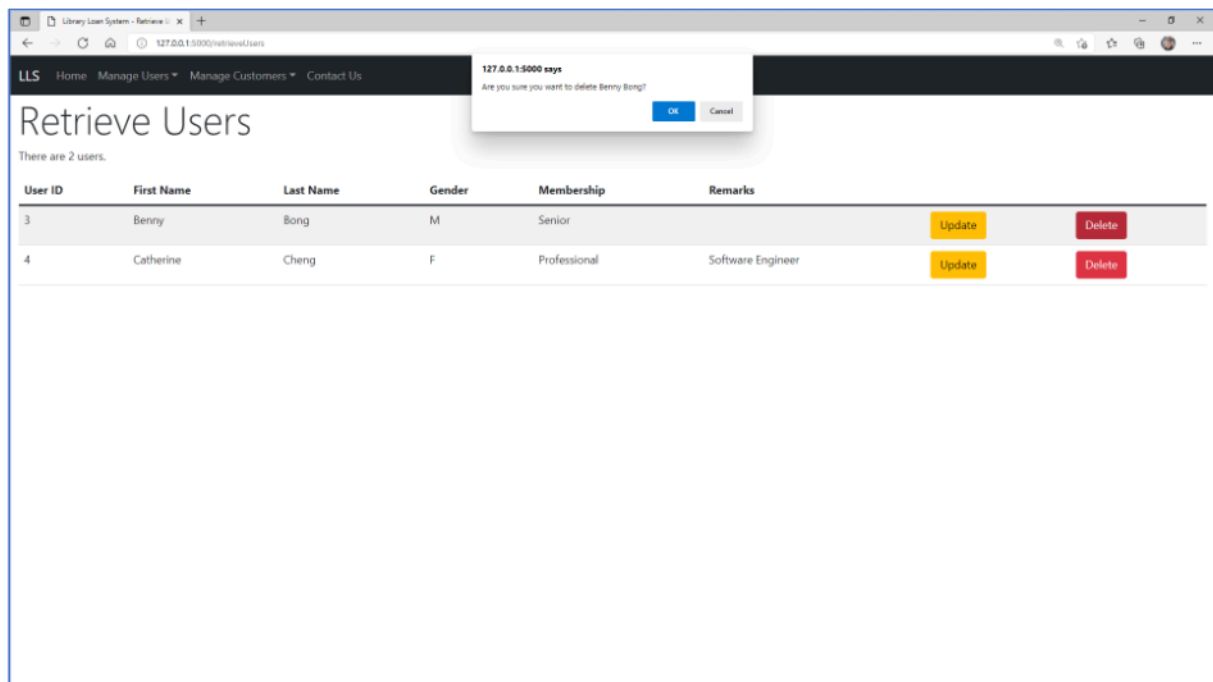 Library Loan System - Retrieve U
127.0.0.1:5000/retrieveUsers
LLS Home Manage Users Manage Customers Contact Us
127.0.0.1:5000 says
Are you sure you want to delete Benny Bong?
OK Cancel
Retrieve Users
There are 2 users.
User ID First Name Last Name Gender Membership Remarks
3 Benny Bong M Senior Update Delete
4 Catherine Cheng F Professional Software Engineer Update Delete